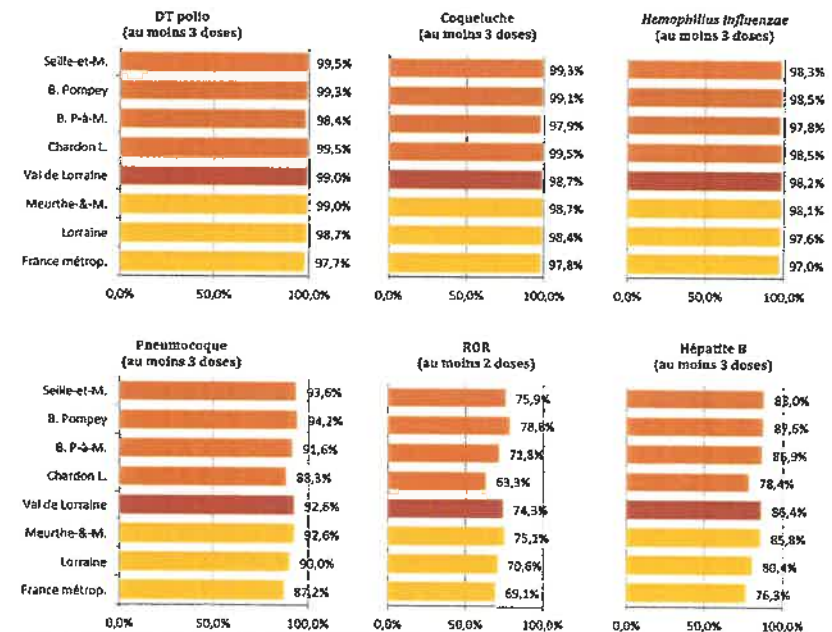 DT polio
(au moins 3 doses)
Seille-et-M. 99,5%
B. Pompey 99,3%
B. P-à-M. 98,4%
Chardon L. 99,5%
Val de Lorraine 99,0%
Meurthe-&-M. 99,0%
Lorraine 98,7%
France métrop. 97,7%
0,0% 50,0% 100,0%
Coqueluche
(au moins 3 doses)
99,3%
99,1%
97,9%
99,5%
98,7%
98,7%
98,4%
97,8%
0,0% 50,0% 100,0%
Hemophilius influenzae
(au moins 3 doses)
98,3%
98,5%
97,8%
98,5%
98,2%
98,1%
97,6%
97,0%
0,0% 50,0% 100,0%
Pneumocoque
(au moins 3 doses)
Seille-et-M. 93,6%
B. Pompey 94,2%
B. P-à-M. 91,6%
Chardon L. 88,3%
Val de Lorraine 92,6%
Meurthe-&-M. 92,6%
Lorraine 90,0%
France métrop. 87,2%
0,0% 50,0% 100,0%
ROR
(au moins 2 doses)
75,9%
71,8%
63,3%
74,3%
75,1%
70,6%
69,1%
0,0% 50,0% 100,0%
Hépatite B
(au moins 3 doses)
88,0%
87,6%
86,9%
78,4%
86,4%
85,8%
80,4%
76,3%
0,0% 50,0% 100,0%